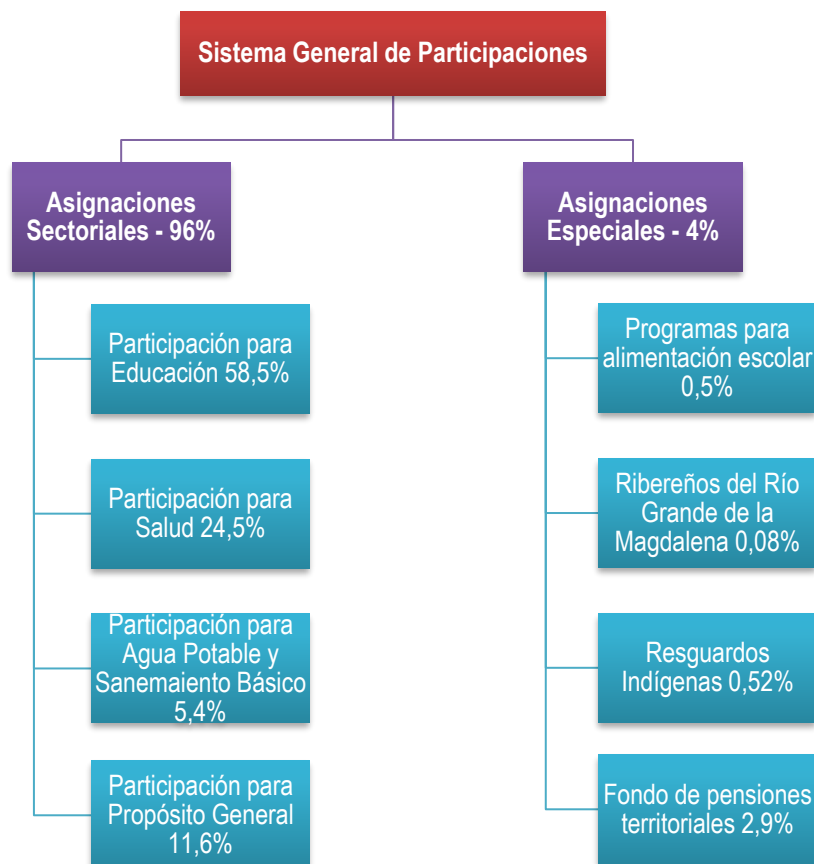 Sistema General de Participaciones
Asignaciones
Sectoriales - 96%
Participación para
Educación 58,5%
Participación para
Salud 24,5%
Participación para
Agua Potable y
Sanemaiento Básico
5,4%
Participación para
Propósito General
11,6%
Asignaciones
Especiales - 4%
Programas para
alimentación escolar
0,5%
Ribereños del Río
Grande de la
Magdalena 0,08%
Resguardos
Indígenas 0,52%
Fondo de pensiones
territoriales 2,9%